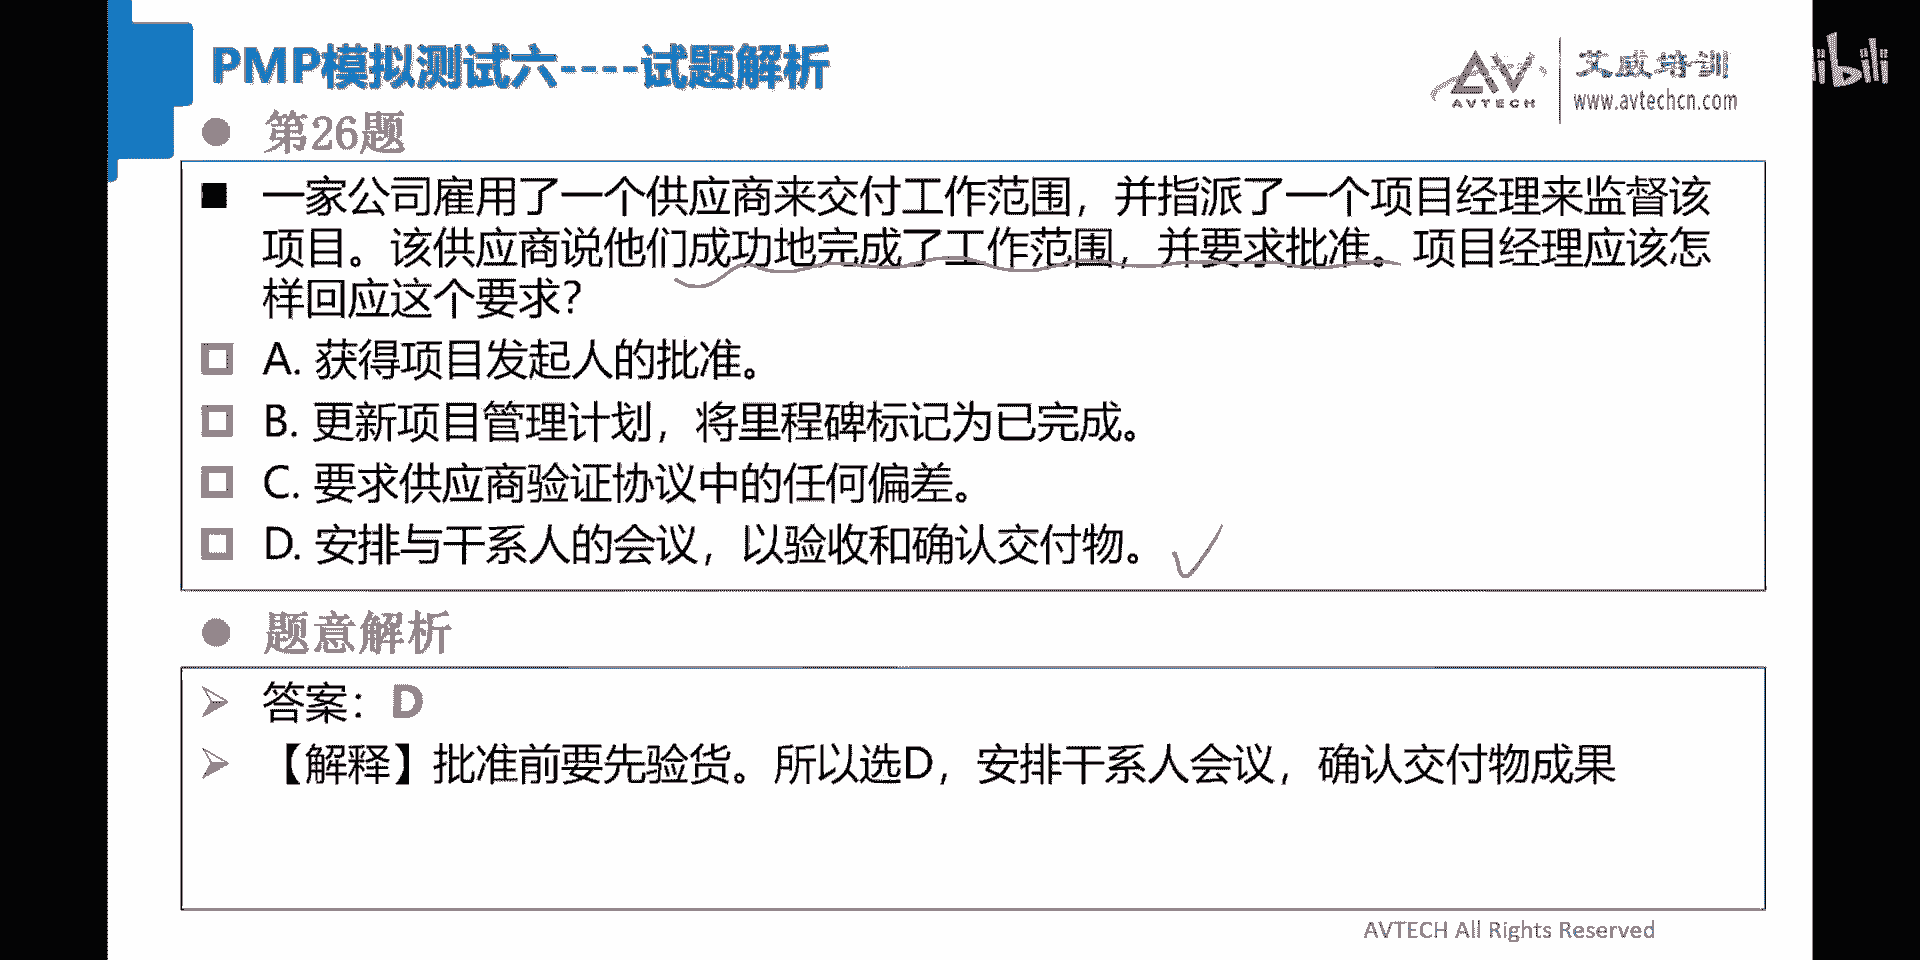 PMP模拟测试六----试题解析
AVTECH
艾威培训
www.avtechcn.com
bili
第26题
一家公司雇用了一个供应商来交付工作范围，并指派了一个项目经理来监督该
项目。该供应商说他们成功地完成了工作范围，并要求批准。项目经理应该怎
样回应这个要求？
A. 获得项目发起人的批准。
B. 更新项目管理计划，将里程碑标记为已完成。
C. 要求供应商验证协议中的任何偏差。
D. 安排与干系人的会议，以验收和确认交付物。
题意解析
答案：D
【解释】批准前要先验货。所以选D，安排干系人会议，确认交付物成果
AVTECH All Rights Reserved